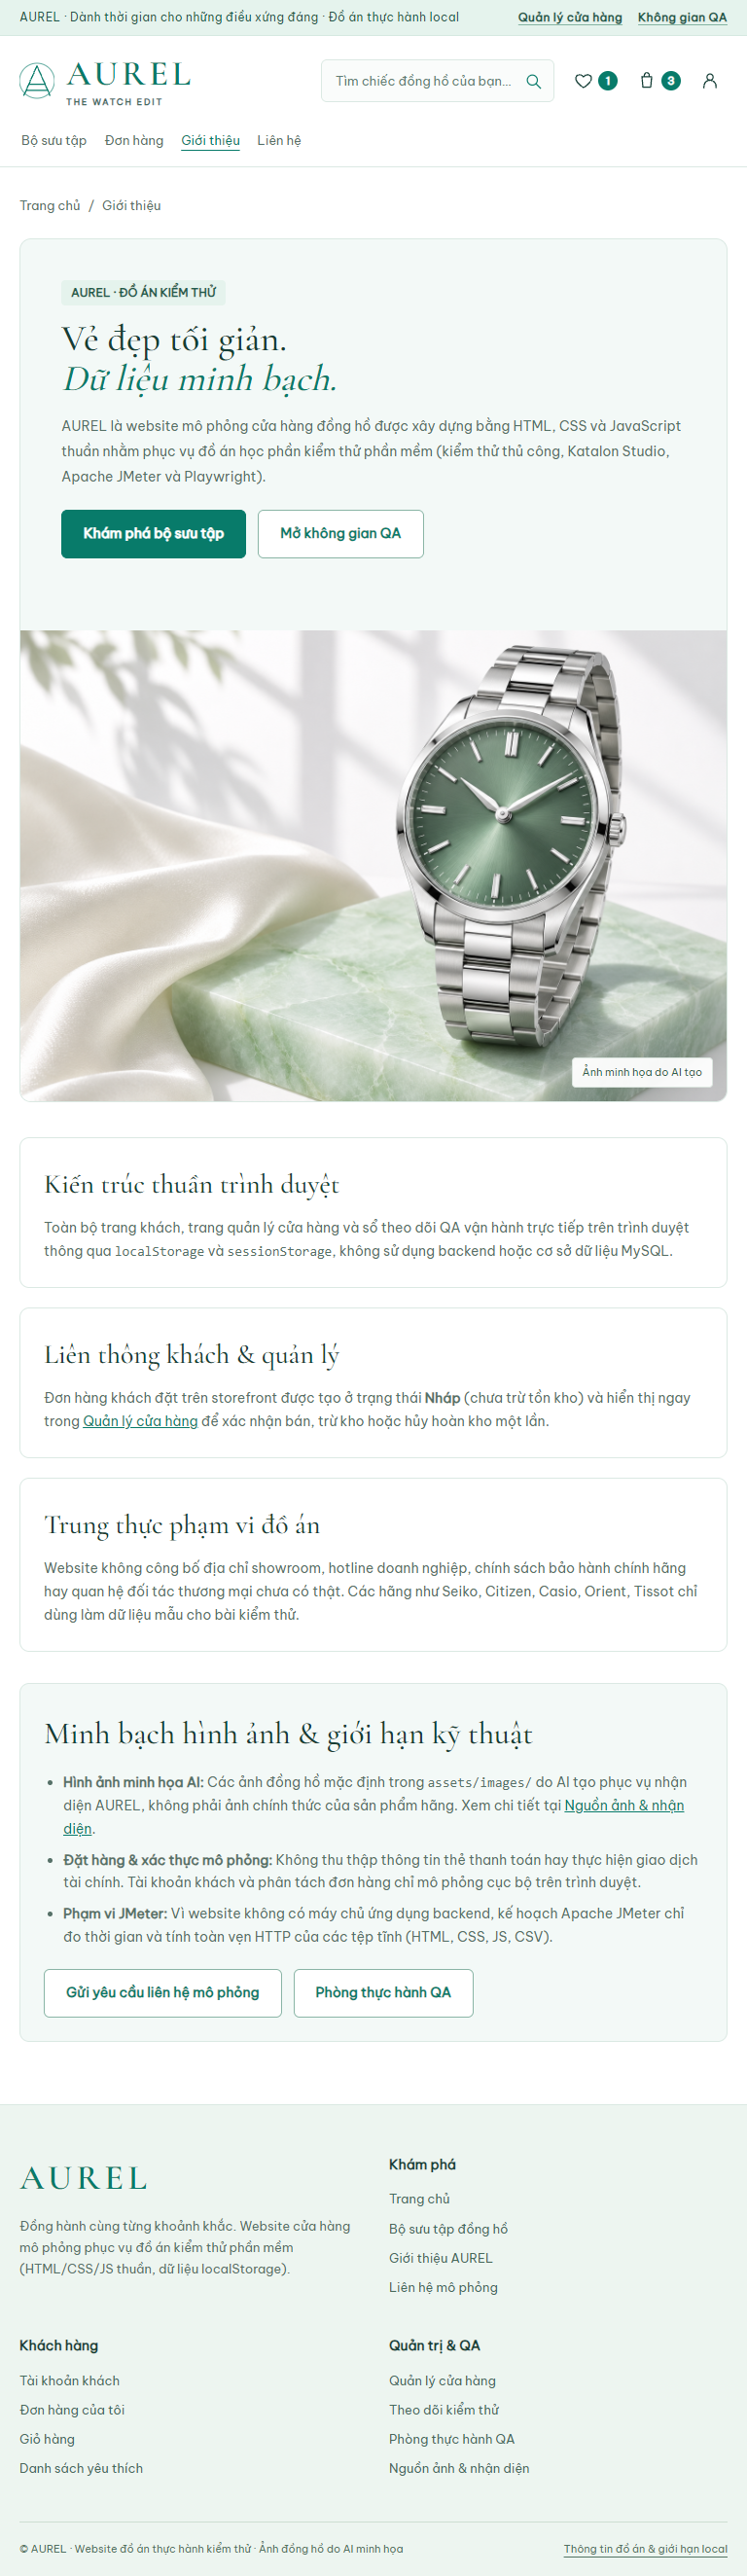 AUREL · Dành thời gian cho những điều xứng đáng · Đồ án thực hành local
Quản lý cửa hàng
Không gian QA
AUREL
THE WATCH EDIT
Tìm chiếc đồng hồ của bạn...
1
3
Bộ sưu tập
Đơn hàng
Giới thiệu
Liên hệ
Trang chủ / Giới thiệu
AUREL · ĐỒ ÁN KIỂM THỬ
Vẻ đẹp tối giản.
Dữ liệu minh bạch.
AUREL là website mô phỏng cửa hàng đồng hồ được xây dựng bằng HTML, CSS và JavaScript
thuần nhằm phục vụ đồ án học phần kiểm thử phần mềm (kiểm thử thủ công, Katalon Studio,
Apache JMeter và Playwright).
Khám phá bộ sưu tập
Mở không gian QA
Ảnh minh họa do AI tạo
Kiến trúc thuần trình duyệt
Toàn bộ trang khách, trang quản lý cửa hàng và sổ theo dõi QA vận hành trực tiếp trên trình duyệt
thông qua localStorage và sessionStorage, không sử dụng backend hoặc cơ sở dữ liệu MySQL.
Liên thông khách & quản lý
Đơn hàng khách đặt trên storefront được tạo ở trạng thái Nháp (chưa trừ tồn kho) và hiển thị ngay
trong Quản lý cửa hàng để xác nhận bán, trừ kho hoặc hủy hoàn kho một lần.
Trung thực phạm vi đồ án
Website không công bố địa chỉ showroom, hotline doanh nghiệp, chính sách bảo hành chính hãng
hay quan hệ đối tác thương mại chưa có thật. Các hãng như Seiko, Citizen, Casio, Orient, Tissot chỉ
dùng làm dữ liệu mẫu cho bài kiểm thử.
Minh bạch hình ảnh & giới hạn kỹ thuật
• Hình ảnh minh họa AI: Các ảnh đồng hồ mặc định trong assets/images/ do AI tạo phục vụ nhận
diện AUREL, không phải ảnh chính thức của sản phẩm hãng. Xem chi tiết tại Nguồn ảnh & nhận
diện.
• Đặt hàng & xác thực mô phỏng: Không thu thập thông tin thẻ thanh toán hay thực hiện giao dịch
tài chính. Tài khoản khách và phân tách đơn hàng chỉ mô phỏng cục bộ trên trình duyệt.
• Phạm vi JMeter: Vì website không có máy chủ ứng dụng backend, kế hoạch Apache JMeter chỉ
đo thời gian và tính toàn vẹn HTTP của các tệp tĩnh (HTML, CSS, JS, CSV).
Gửi yêu cầu liên hệ mô phỏng
Phòng thực hành QA
AUREL
Đồng hành cùng từng khoảnh khắc. Website cửa hàng
mô phỏng phục vụ đồ án kiểm thử phần mềm
(HTML/CSS/JS thuần, dữ liệu localStorage).
Khám phá
Trang chủ
Bộ sưu tập đồng hồ
Giới thiệu AUREL
Liên hệ mô phỏng
Khách hàng
Tài khoản khách
Đơn hàng của tôi
Giỏ hàng
Danh sách yêu thích
Quản trị & QA
Quản lý cửa hàng
Theo dõi kiểm thử
Phòng thực hành QA
Nguồn ảnh & nhận diện
© AUREL · Website đồ án thực hành kiểm thử · Ảnh đồng hồ do AI minh họa
Thông tin đồ án & giới hạn local